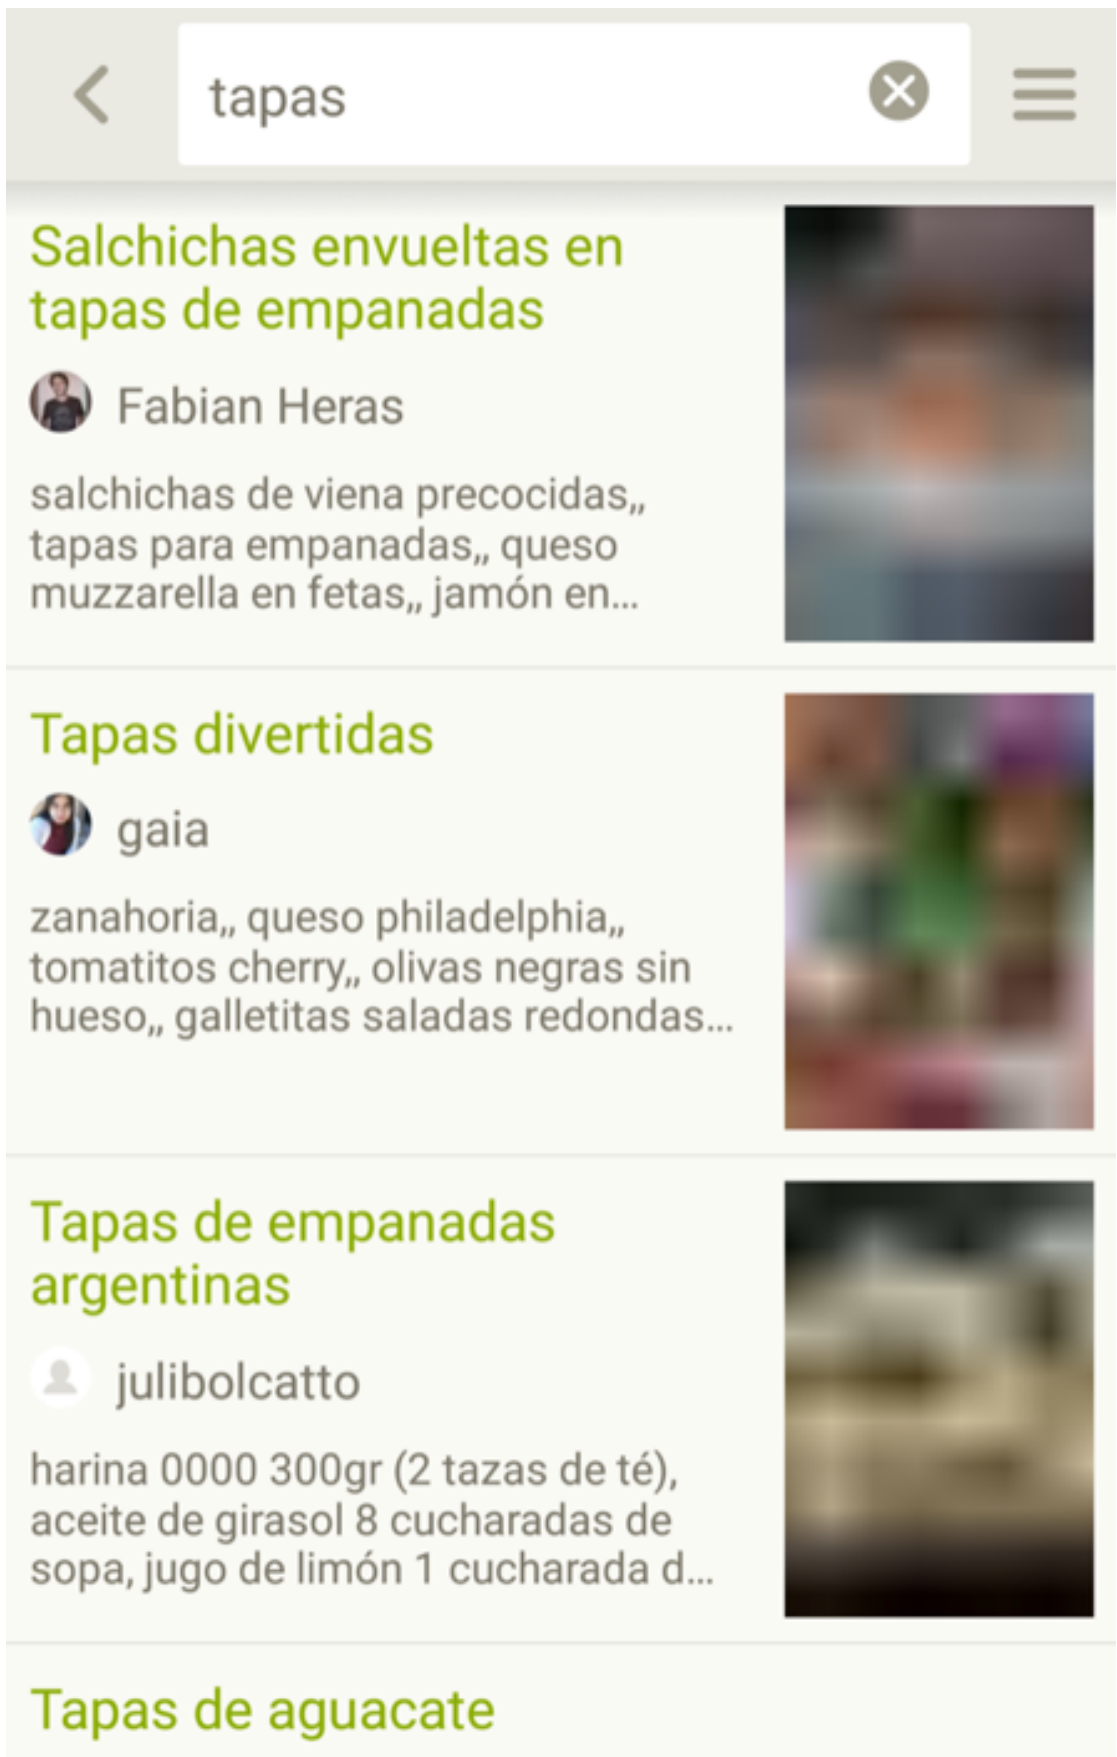 tapas
Salchichas envueltas en
tapas de empanadas
Fabian Heras
salchichas de viena precocidas,,
tapas para empanadas,, queso
muzzarella en fetas,, jamón en...
Tapas divertidas
gaia
zanahoria,, queso philadelphia,,
tomatitos cherry,, olivas negras sin
hueso,, galletitas saladas redondas...
Tapas de empanadas
argentinas
julibolcatto
harina 0000 300gr (2 tazas de té),
aceite de girasol 8 cucharadas de
sopa, jugo de limón 1 cucharada d...
Tapas de aguacate